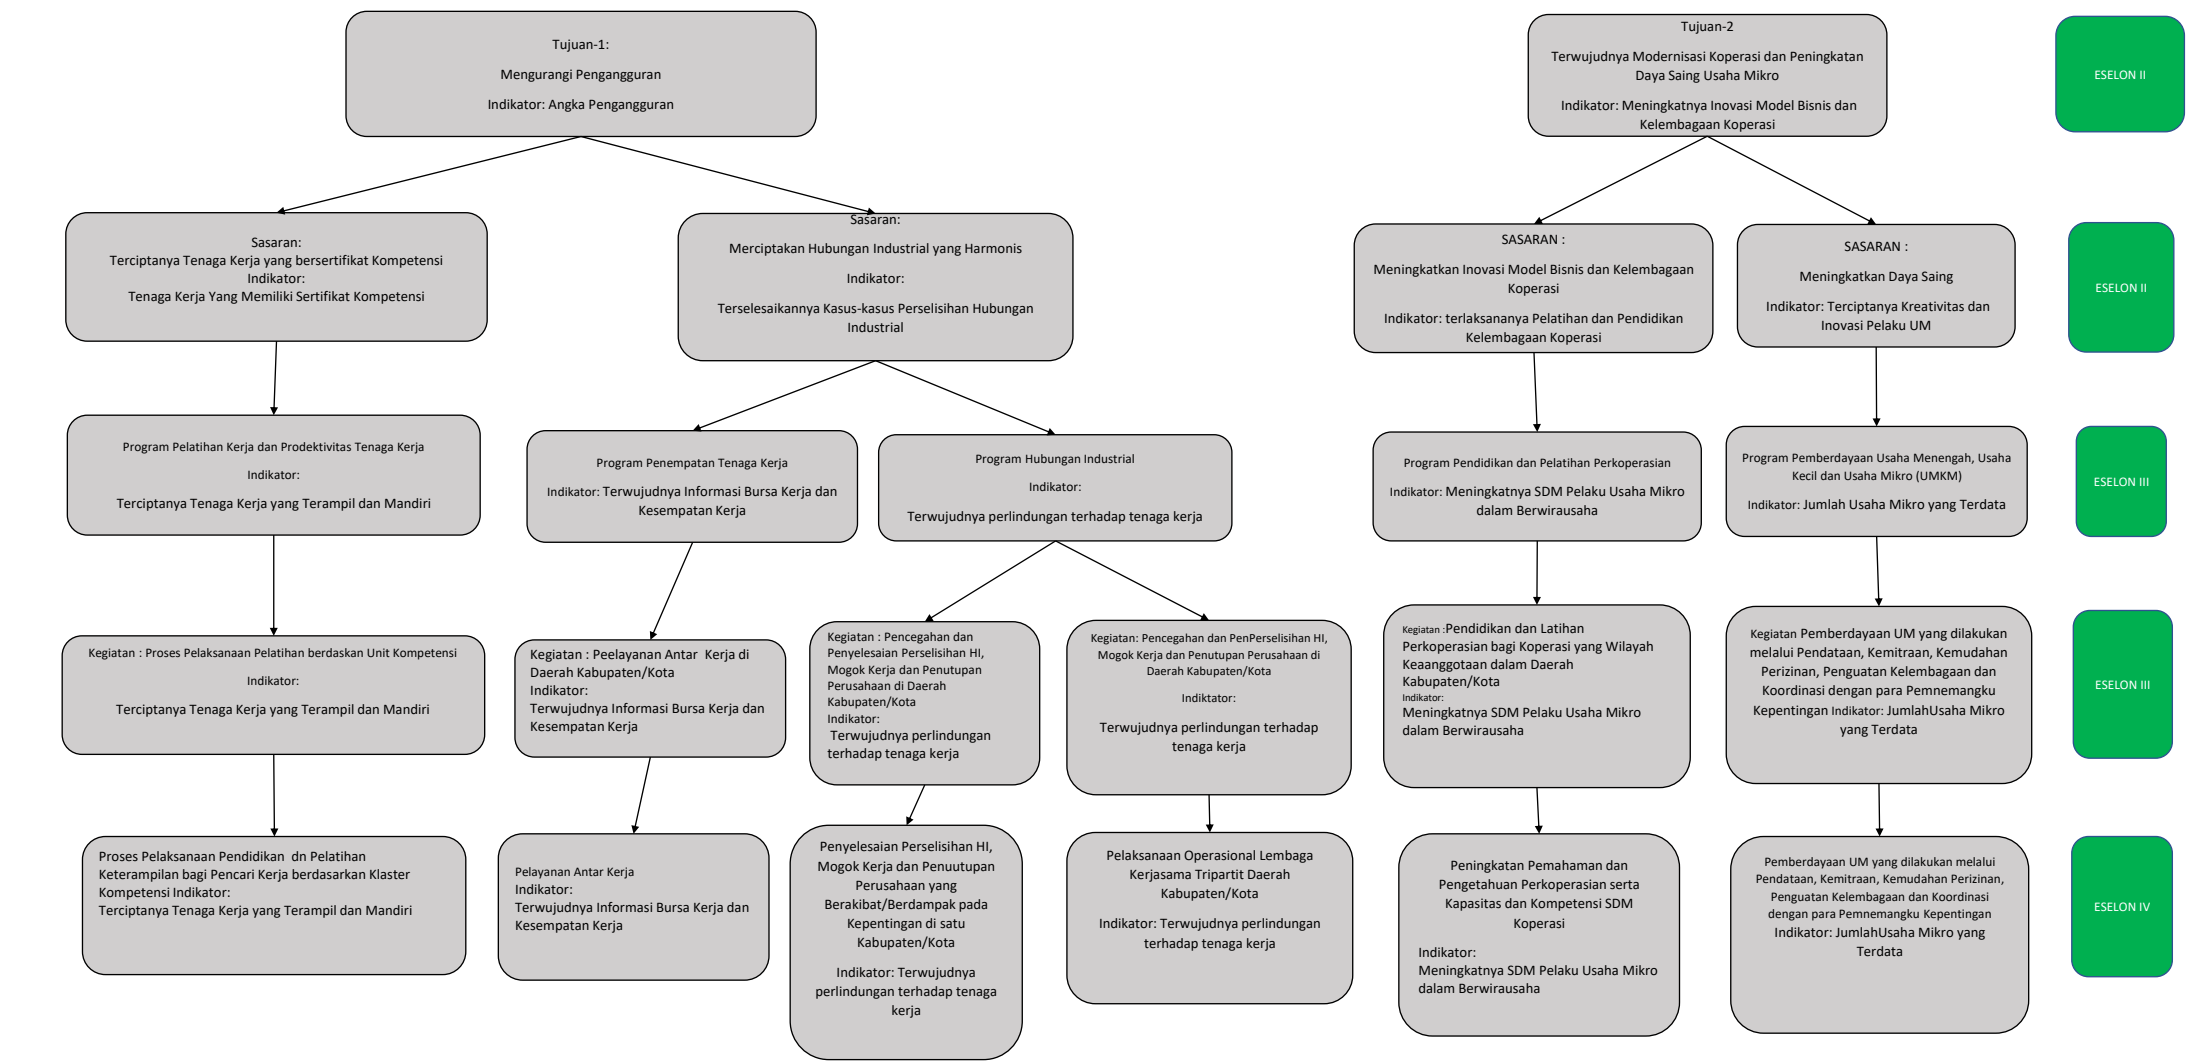 Tujuan-1:
Mengurangi Pengangguran
Indikator: Angka Pengangguran
Tujuan-2
Terwujudnya Modernisasi Koperasi dan Peningkatan
Daya Saing Usaha Mikro
Indikator: Meningkatnya Inovasi Model Bisnis dan
Kelembagaan Koperasi
ESELON II
Sasaran:
Terciptanya Tenaga Kerja yang bersertifikat Kompetensi
Indikator:
Tenaga Kerja Yang Memiliki Sertifikat Kompetensi
Sasaran:
Merciptakan Hubungan Industrial yang Harmonis
Indikator:
Terselesaikannya Kasus-kasus Perselisihan Hubungan
Industrial
SASARAN :
Meningkatkan Inovasi Model Bisnis dan Kelembagaan
Koperasi
Indikator: terlaksananya Pelatihan dan Pendidikan
Kelembagaan Koperasi
SASARAN :
Meningkatkan Daya Saing
Indikator: Terciptanya Kreativitas dan
Inovasi Pelaku UM
ESELON II
Program Pelatihan Kerja dan Prodektivitas Tenaga Kerja
Indikator:
Terciptanya Tenaga Kerja yang Terampil dan Mandiri
Program Penempatan Tenaga Kerja
Indikator: Terwujudnya Informasi Bursa Kerja dan
Kesempatan Kerja
Program Hubungan Industrial
Indikator:
Terwujudnya perlindungan terhadap tenaga kerja
Program Pendidikan dan Pelatihan Perkoperasian
Indikator: Meningkatnya SDM Pelaku Usaha Mikro
dalam Berwirausaha
Program Pemberdayaan Usaha Menengah, Usaha
Kecil dan Usaha Mikro (UMKM)
Indikator: Jumlah Usaha Mikro yang Terdata
ESELON III
Kegiatan : Proses Pelaksanaan Pelatihan berdaskan Unit Kompetensi
Indikator:
Terciptanya Tenaga Kerja yang Terampil dan Mandiri
Kegiatan : Peelayanan Antar Kerja di
Daerah Kabupaten/Kota
Indikator:
Terwujudnya Informasi Bursa Kerja dan
Kesempatan Kerja
Kegiatan : Pencegahan dan
Penyelesaian Perselisihan HI,
Mogok Kerja dan Penutupan
Perusahaan di Daerah
Kabupaten/Kota
Indikator:
Terwujudnya perlindungan
terhadap tenaga kerja
Kegiatan: Pencegahan dan PenPerselisihan HI,
Mogok Kerja dan Penutupan Perusahaan di
Daerah Kabupaten/Kota
Indiktator:
Terwujudnya perlindungan terhadap
tenaga kerja
Kegiatan :Pendidikan dan Latihan
Perkoperasian bagi Koperasi yang Wilayah
Keaanggotaan dalam Daerah
Kabupaten/Kota
Indikator:
Meningkatnya SDM Pelaku Usaha Mikro
dalam Berwirausaha
Kegiatan Pemberdayaan UM yang dilakukan
melalui Pendataan, Kemitraan, Kemudahan
Perizinan, Penguatan Kelembagaan dan
Koordinasi dengan para Pemnemangku
Kepentingan Indikator: JumlahUsaha Mikro
yang Terdata
ESELON III
Proses Pelaksanaan Pendidikan dn Pelatihan
Keterampilan bagi Pencari Kerja berdasarkan Klaster
Kompetensi Indikator:
Terciptanya Tenaga Kerja yang Terampil dan Mandiri
Pelayanan Antar Kerja
Indikator:
Terwujudnya Informasi Bursa Kerja dan
Kesempatan Kerja
Penyelesaian Perselisihan HI,
Mogok Kerja dan Penuutupan
Perusahaan yang
Berakibat/Berdampak pada
Kepentingan di satu
Kabupaten/Kota
Indikator: Terwujudnya
perlindungan terhadap tenaga
kerja
Pelaksanaan Operasional Lembaga
Kerjasama Tripartit Daerah
Kabupaten/Kota
Indikator: Terwujudnya perlindungan
terhadap tenaga kerja
Peningkatan Pemahaman dan
Pengetahuan Perkoperasian serta
Kapasitas dan Kompetensi SDM
Koperasi
Indikator:
Meningkatnya SDM Pelaku Usaha Mikro
dalam Berwirausaha
Pemberdayaan UM yang dilakukan melalui
Pendataan, Kemitraan, Kemudahan Perizinan,
Penguatan Kelembagaan dan Koordinasi
dengan para Pemnemangku Kepentingan
Indikator: JumlahUsaha Mikro yang
Terdata
ESELON IV